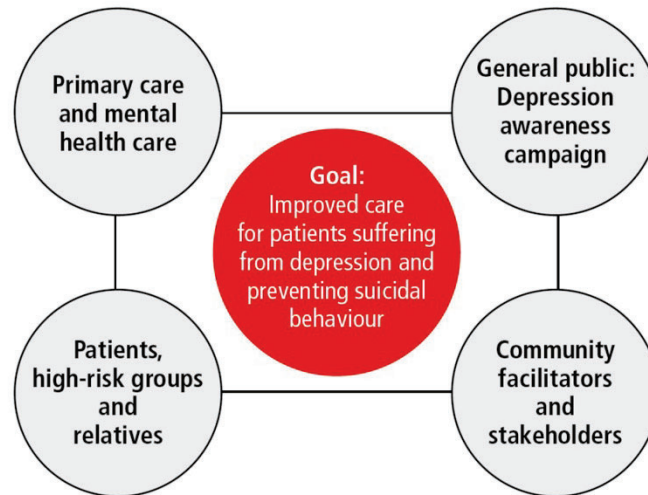 Primary care
and mental
health care
General public:
Depression
awareness
campaign
Goal:
Improved care
for patients suffering
from depression and
preventing suicidal
behaviour
Patients,
high-risk groups
and
relatives
Community
facilitators
and
stakeholders